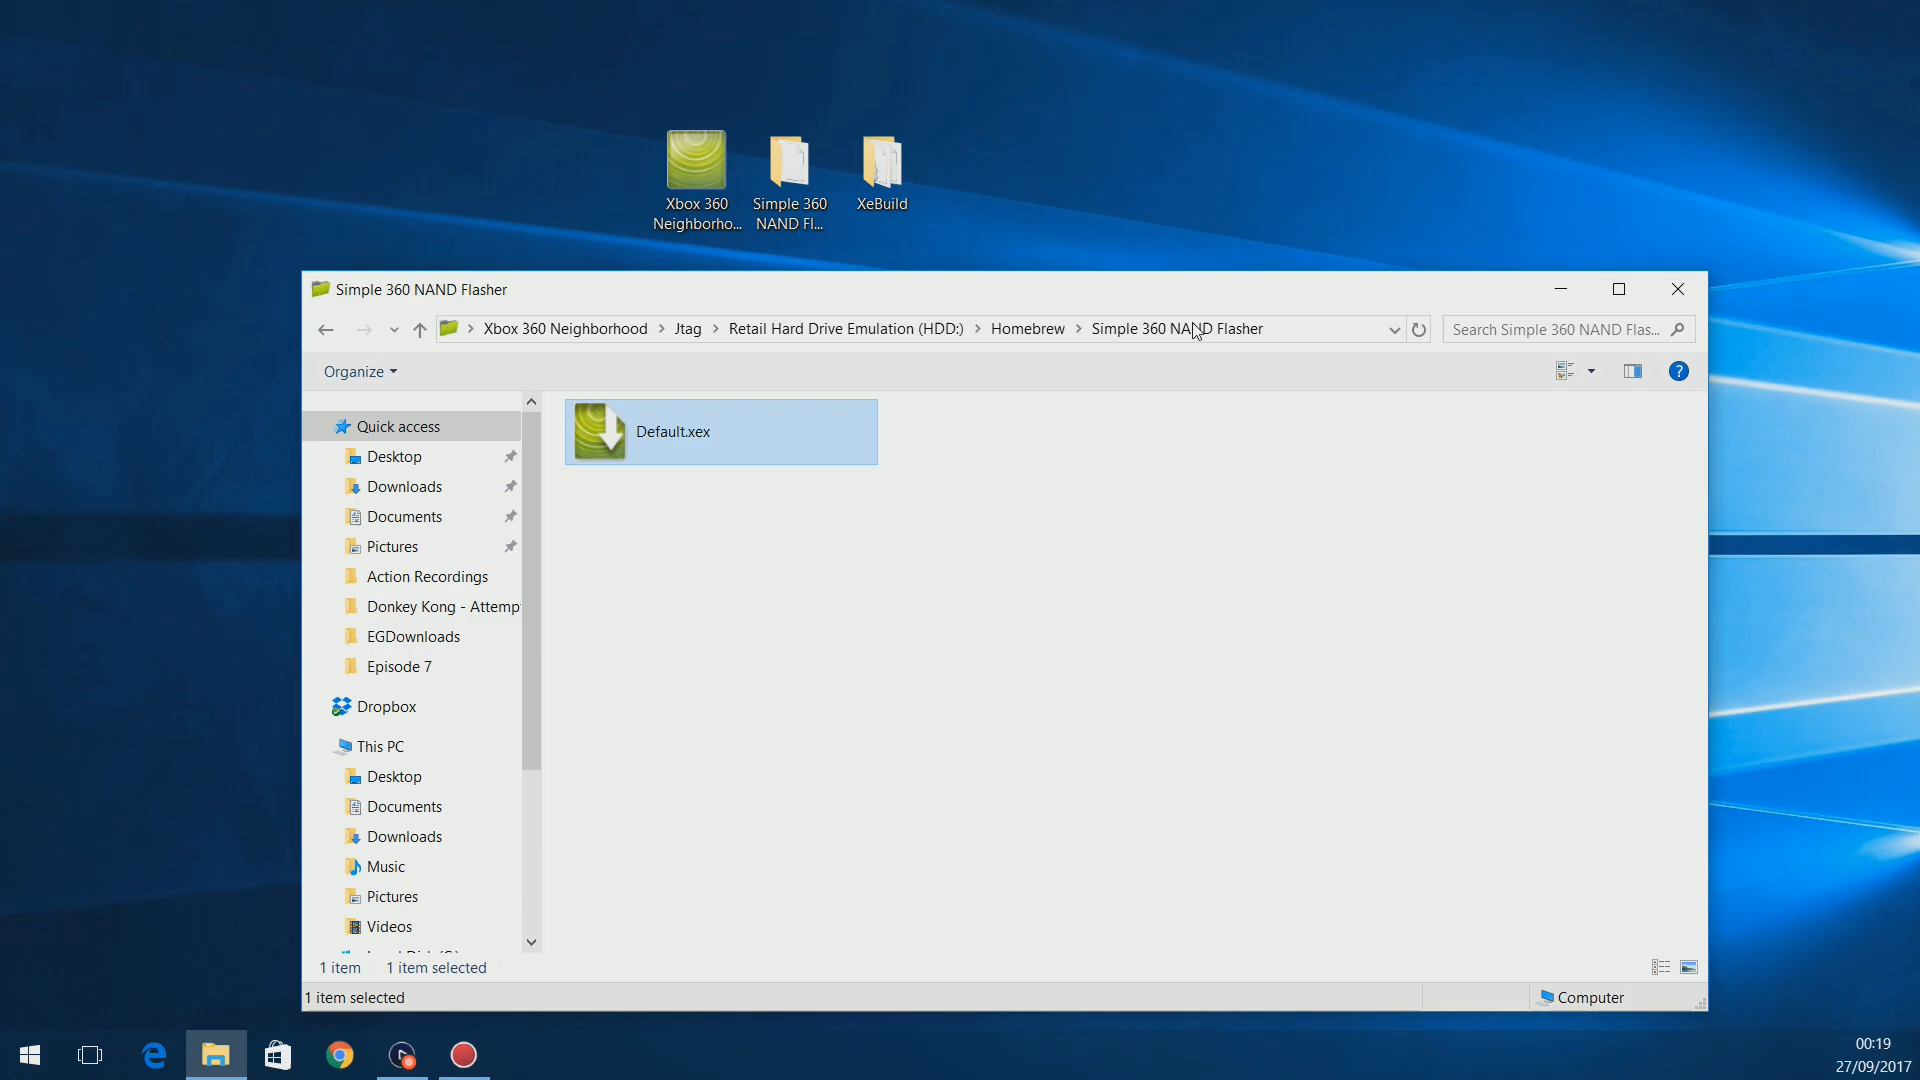 Xbox 360
Neighborho...
Simple 360
NAND Fl...
XeBuild
Simple 360 NAND Flasher
Xbox 360 Neighborhood
Jtag
Retail Hard Drive Emulation (HDD:)
Homebrew
Simple 360 NAND Flasher
Search Simple 360 NAND Flas...
Organize
Quick access
Desktop
Downloads
Documents
Pictures
Action Recordings
Donkey Kong - Attemp
EGDownloads
Episode 7
Dropbox
This PC
Desktop
Documents
Downloads
Music
Pictures
Videos
Default.xex
1 item
1 item selected
1 item selected
Computer
00:19
27/09/2017